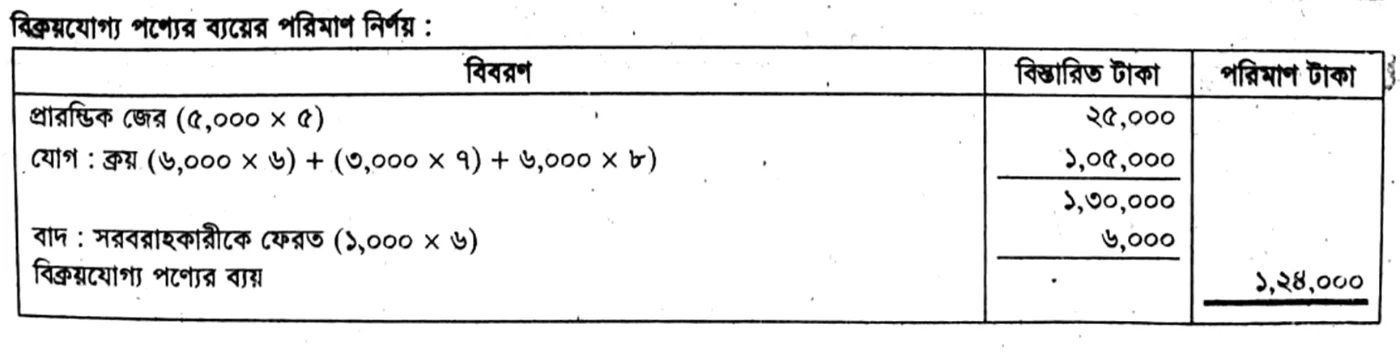 বিক্রয়যোগ্য পণ্যের ব্যয়ের পরিমাণ নির্ণয় :
বিবরণ বিস্তারিত টাকা পরিমাণ টাকা
প্রারম্ভিক জের (৫,০০০ × ৫) ২৫,০০০
যোগ : ক্রয় (৬,০০০ × ৬) + (৩,০০০ × ৭) + ৬,০০০ × ৮) ১,০৫,০০০
১,৩০,০০০
বাদ : সরবরাহকারীকে ফেরত (১,০০০ × ৬) ৬,০০০
বিক্রয়যোগ্য পণ্যের ব্যয় ১,২৪,০০০